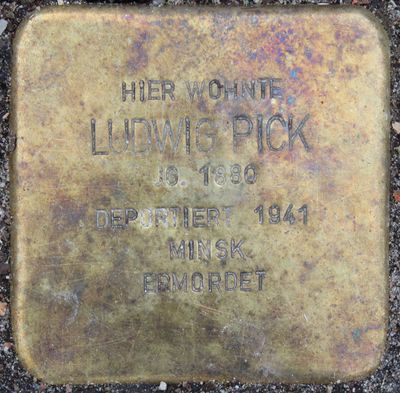 HIER WOHNTE
LUDWIG PICK
JG. 1880
DEPORTIERT 1941
MINSK
ERMORDET